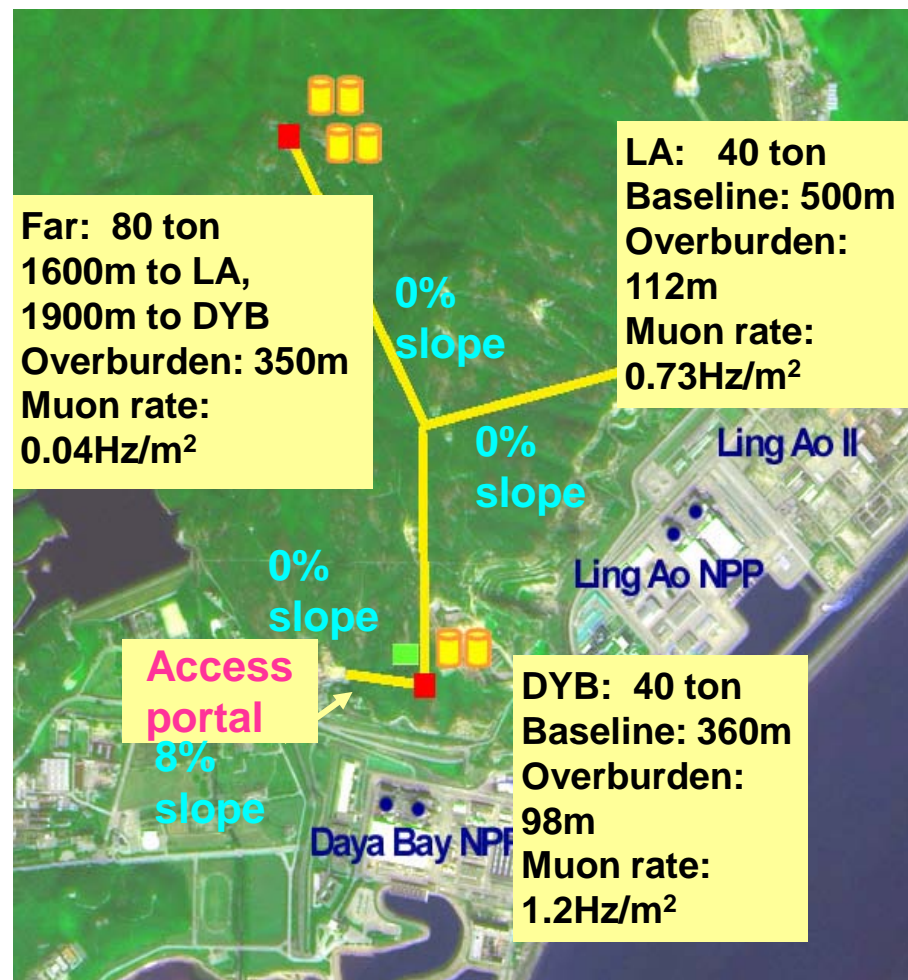 Far: 80 ton
1600m to LA,
1900m to DYB
Overburden: 350m
Muon rate:
0.04Hz/m²
LA: 40 ton
Baseline: 500m
Overburden:
112m
Muon rate:
0.73Hz/m²
0%
slope
0%
slope
Ling Ao II
Ling Ao NPP
0%
slope
Access
portal
8%
slope
Daya Bay NPP
DYB: 40 ton
Baseline: 360m
Overburden:
98m
Muon rate:
1.2Hz/m²